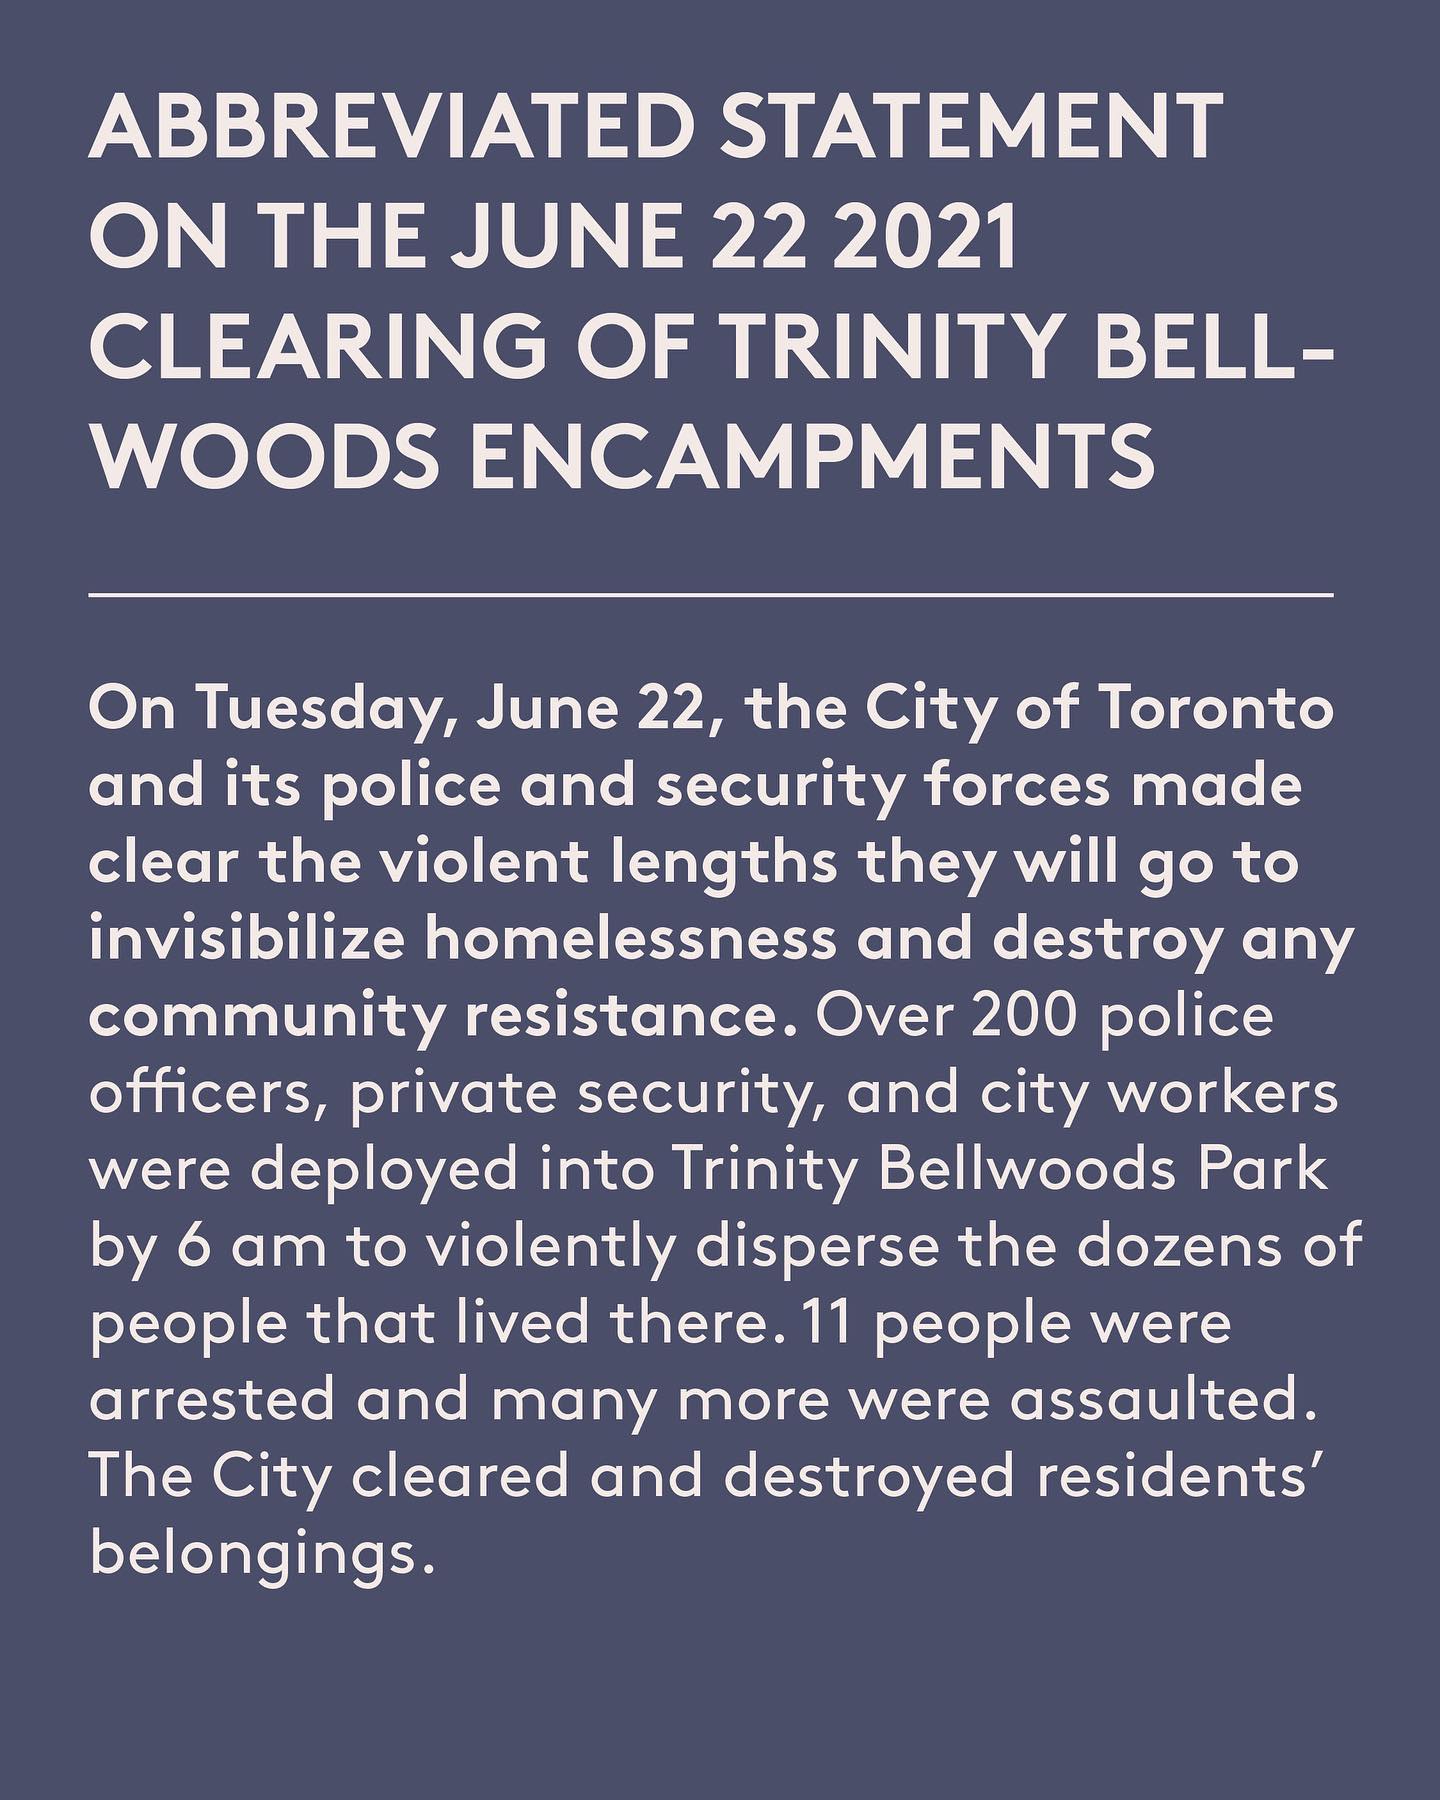 ABBREVIATED STATEMENT
ON THE JUNE 22 2021
CLEARING OF TRINITY BELL-
WOODS ENCAMPMENTS
On Tuesday, June 22, the City of Toronto
and its police and security forces made
clear the violent lengths they will go to
invisibilize homelessness and destroy any
community resistance. Over 200 police
officers, private security, and city workers
were deployed into Trinity Bellwoods Park
by 6 am to violently disperse the dozens of
people that lived there. 11 people were
arrested and many more were assaulted.
The City cleared and destroyed residents’
belongings.